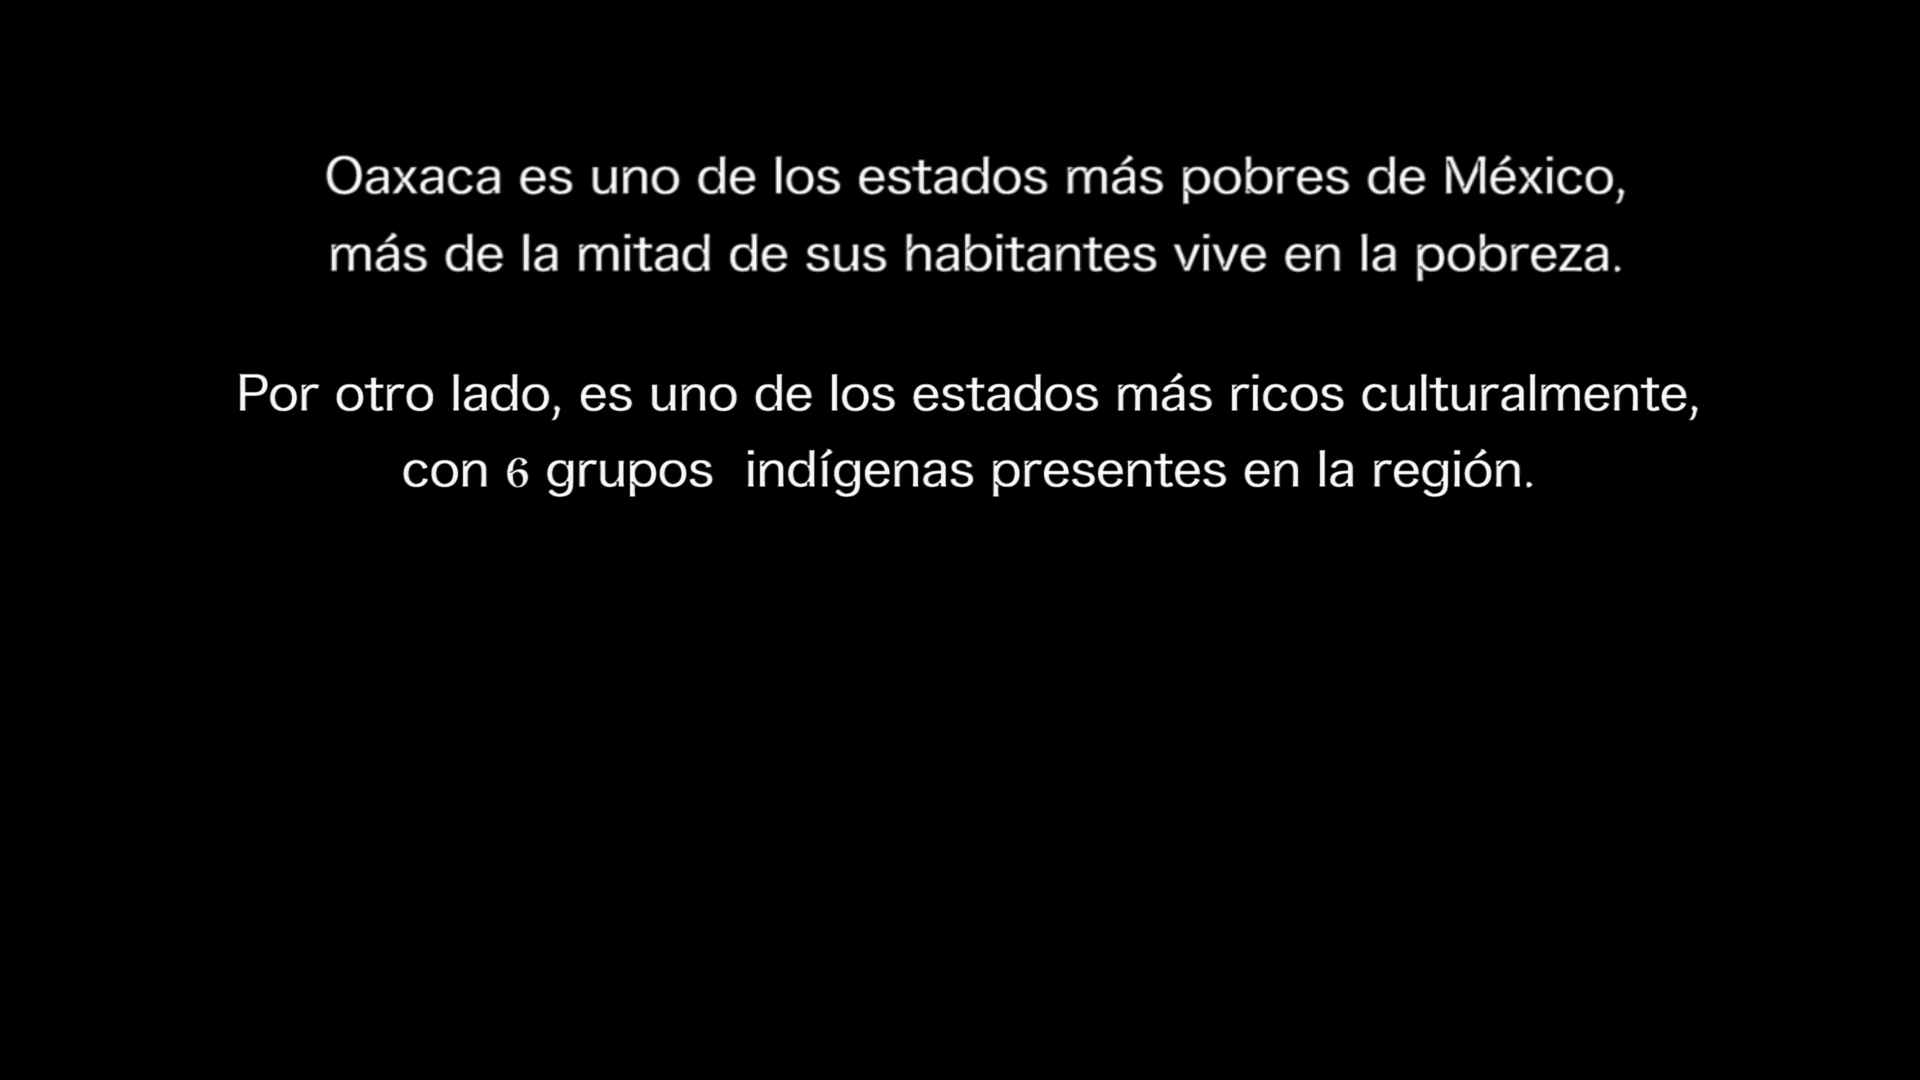 Oaxaca es uno de los estados más pobres de México,
más de la mitad de sus habitantes vive en la pobreza.
Por otro lado, es uno de los estados más ricos culturalmente,
con 6 grupos  indígenas presentes en la región.